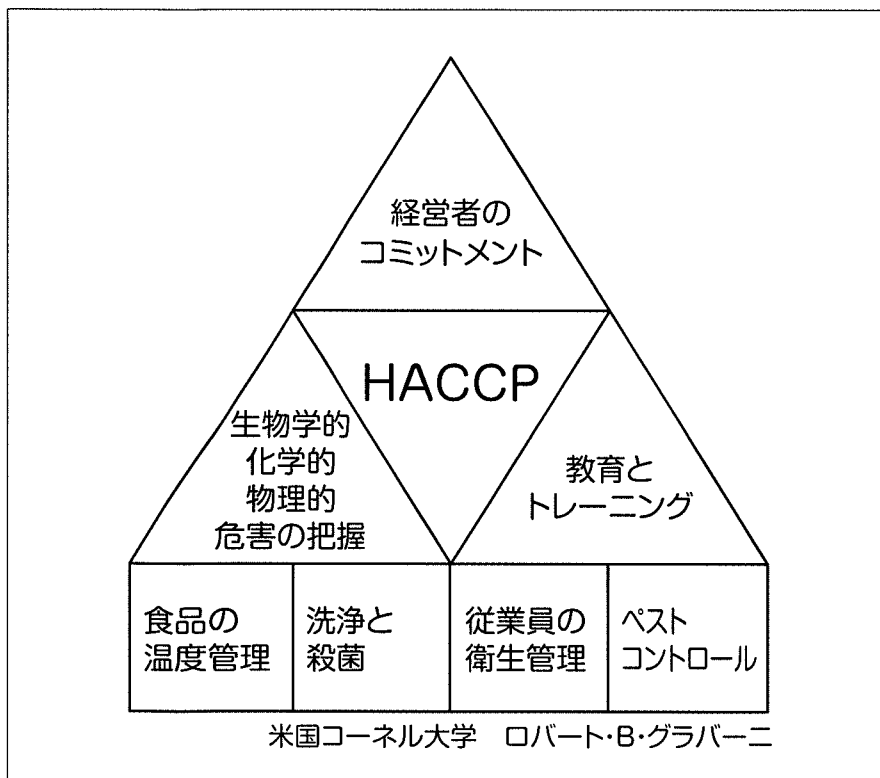 経営者の
コミットメント
HACCP
生物学的
化学的
物理的
危害の把握
教育と
トレーニング
食品の
温度管理
洗浄と
殺菌
従業員の
衛生管理
ペスト
コントロール
米国コーネル大学　ロバート・B・グラバーニ